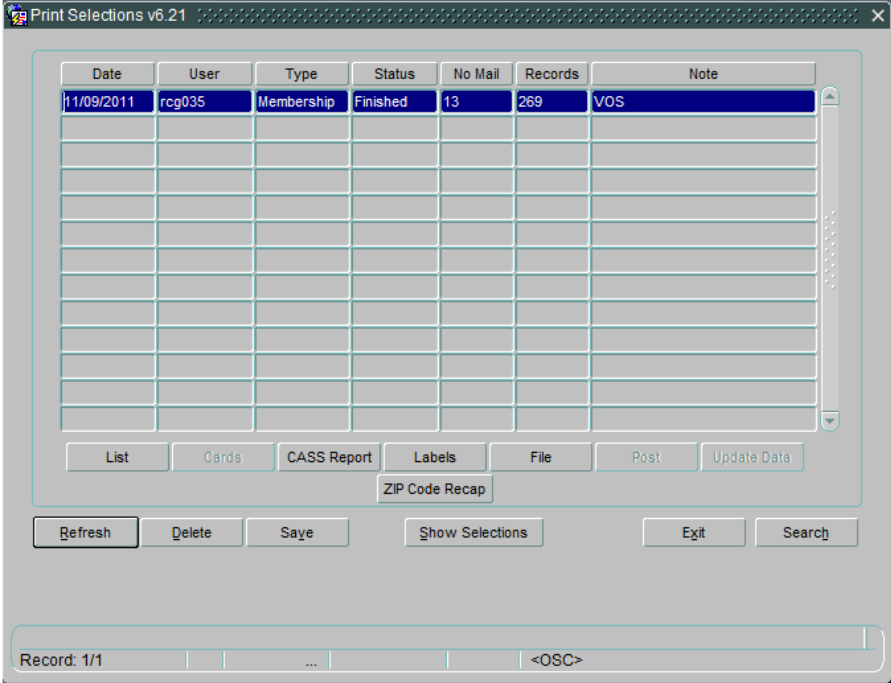 Print Selections v6.21
Date User Type Status No Mail Records Note
11/09/2011 rcg035 Membership Finished 13 269 VOS
List Cards CASS Report Labels File Post Update Data
ZIP Code Recap
Refresh Delete Save Show Selections Exit Search
Record: 1/1 ... <OSC>